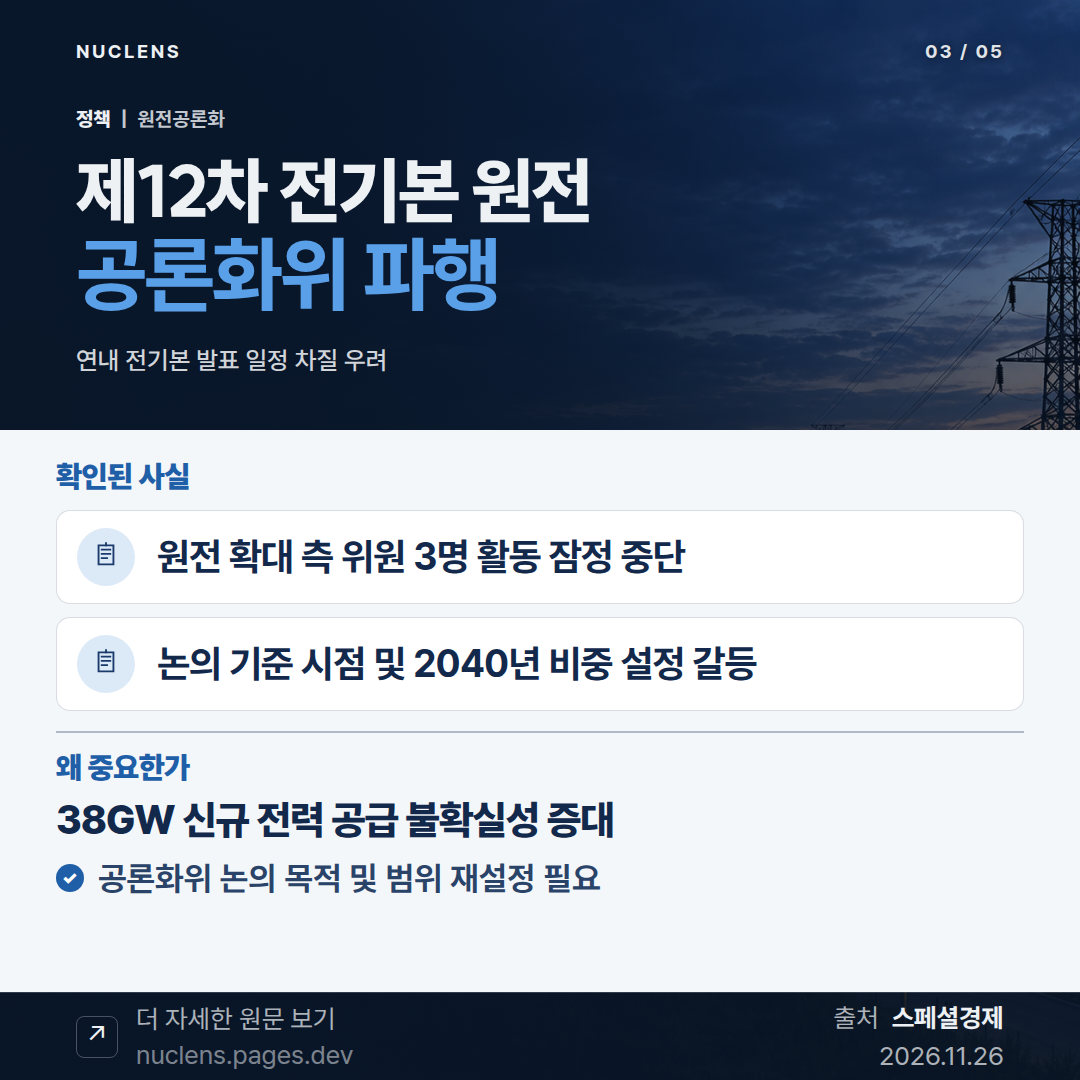 NUCLENS
03 / 05
정책 | 원전공론화
제12차 전기본 원전
공론화위 파행
연내 전기본 발표 일정 차질 우려
확인된 사실
원전 확대 측 위원 3명 활동 잠정 중단
논의 기준 시점 및 2040년 비중 설정 갈등
왜 중요한가
38GW 신규 전력 공급 불확실성 증대
공론화위 논의 목적 및 범위 재설정 필요
더 자세한 원문 보기
nuclens.pages.dev
출처 스페셜경제
2026.11.26